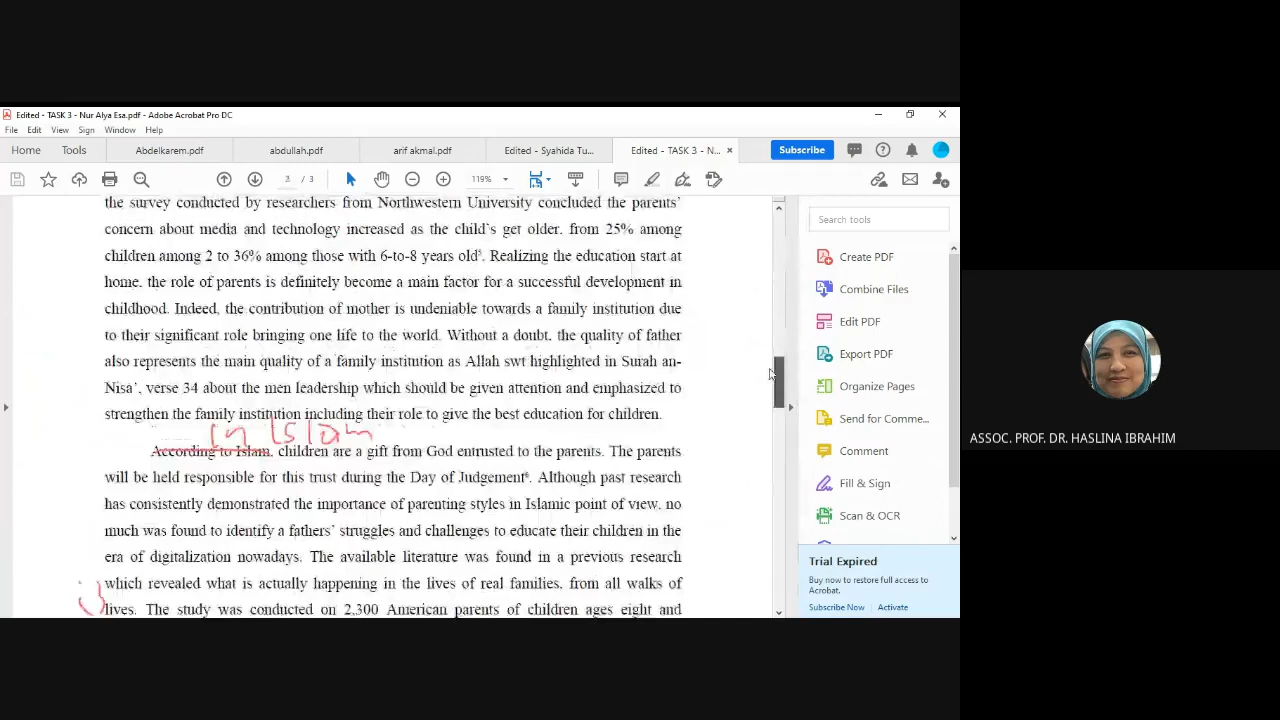 Edited - TASK 3 - Nur Alya Esa.pdf - Adobe Acrobat Pro DC
File Edit View Sign Window Help
Home Tools Abdelkarem.pdf abdullah.pdf arif akmal.pdf Edited - Syahida Tu... Edited - TASK 3 - N... × Subscribe
2 / 3 119%
the survey conducted by researchers from Northwestern University concluded the parents'
concern about media and technology increased as the child's get older, from 25% among
children among 2 to 36% among those with 6-to-8 years old⁵. Realizing the education start at
home, the role of parents is definitely become a main factor for a successful development in
childhood. Indeed, the contribution of mother is undeniable towards a family institution due
to their significant role bringing one life to the world. Without a doubt, the quality of father
also represents the main quality of a family institution as Allah swt highlighted in Surah an-
Nisa', verse 34 about the men leadership which should be given attention and emphasized to
strengthen the family institution including their role to give the best education for children.
In Islam
According to Islam, children are a gift from God entrusted to the parents. The parents
will be held responsible for this trust during the Day of Judgement⁶. Although past research
has consistently demonstrated the importance of parenting styles in Islamic point of view, no
much was found to identify a fathers' struggles and challenges to educate their children in the
era of digitalization nowadays. The available literature was found in a previous research
which revealed what is actually happening in the lives of real families, from all walks of
lives. The study was conducted on 2,300 American parents of children ages eight and
Search tools
Create PDF
Combine Files
Edit PDF
Export PDF
Organize Pages
Send for Comme...
Comment
Fill & Sign
Scan & OCR
Trial Expired
Buy now to restore full access to
Acrobat.
Subscribe Now Activate
ASSOC. PROF. DR. HASLINA IBRAHIM